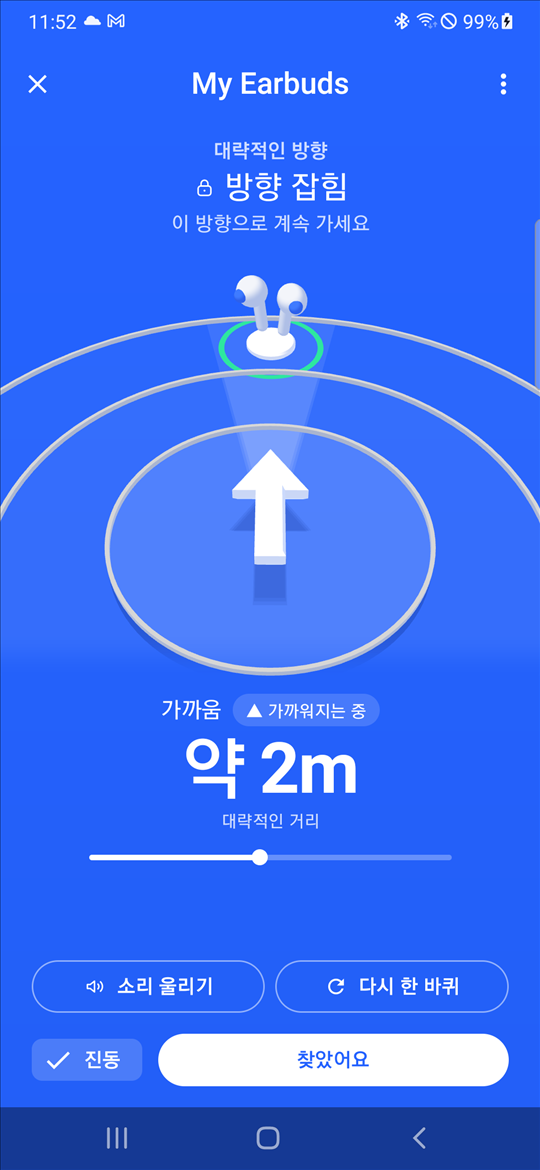 11:52
99%
My Earbuds
대략적인 방향
방향 잡힘
이 방향으로 계속 가세요
가까움
가까워지는 중
약 2m
대략적인 거리
소리 울리기
다시 한 바퀴
진동
찾았어요